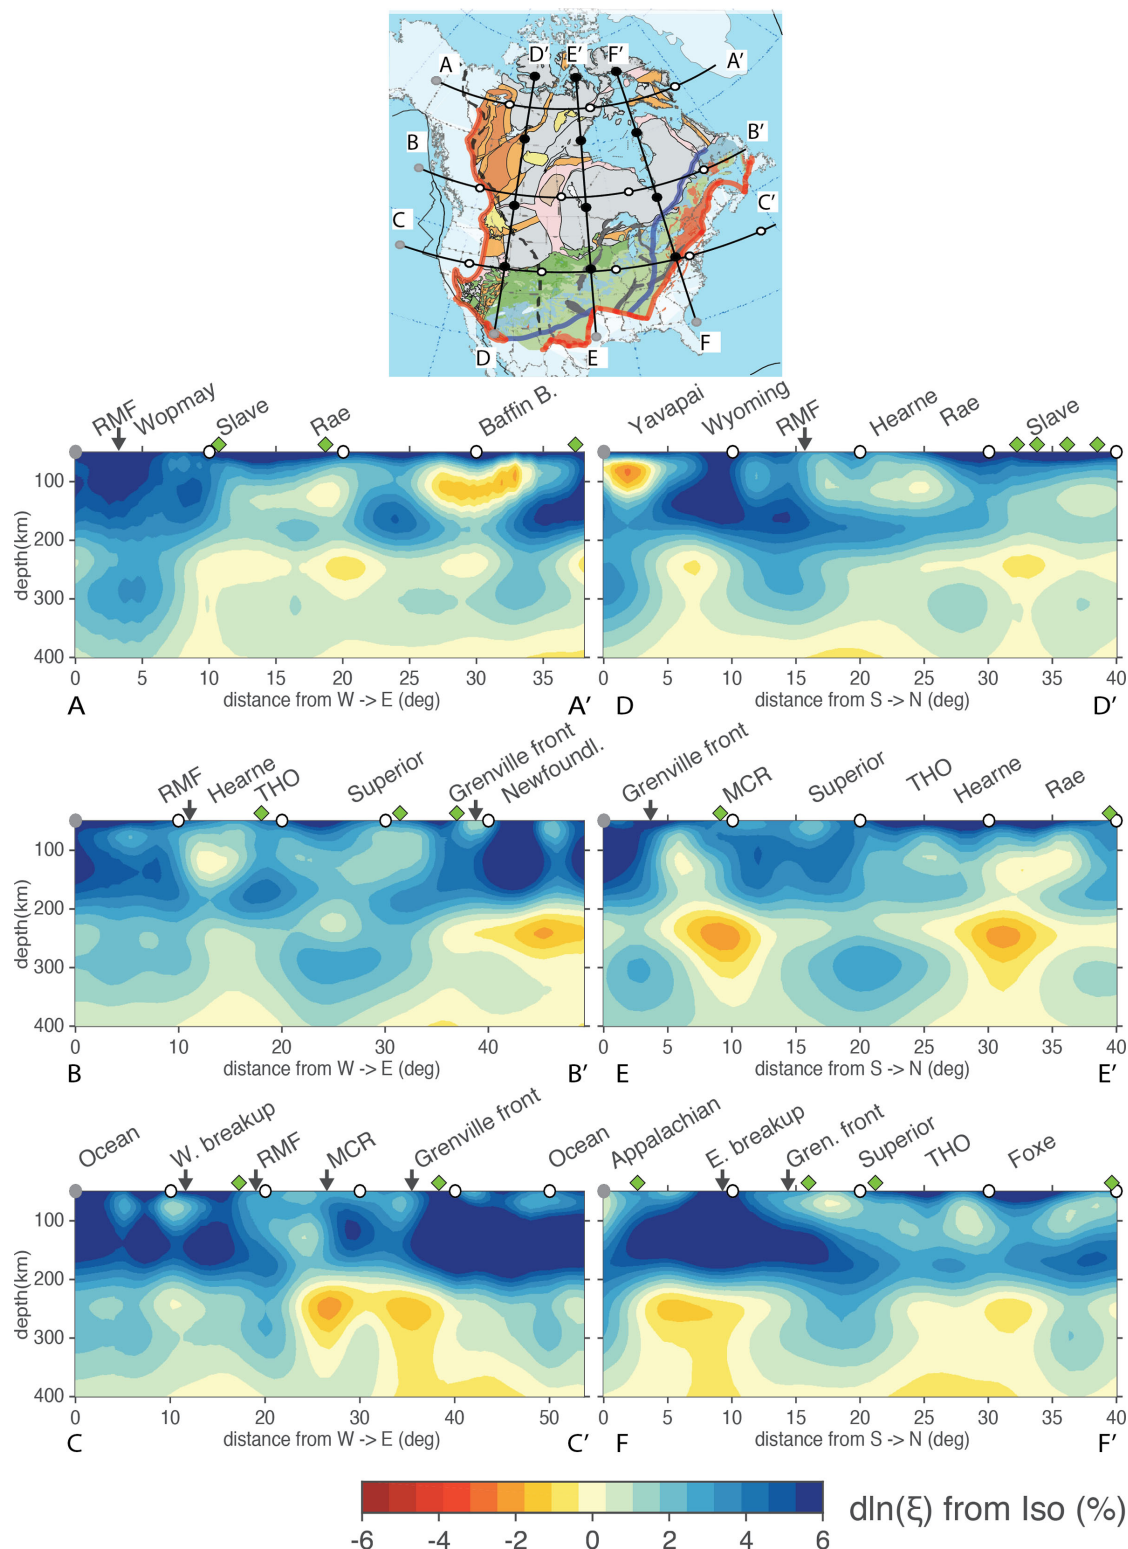 D′ E′ F′
A A′
B B′
C C′
D E F
RMF Wopmay Slave Rae Baffin B.
depth(km)
100
200
300
400
0 5 10 15 20 25 30 35
A distance from W -> E (deg) A′
Yavapai Wyoming RMF Hearne Rae Slave
0 5 10 15 20 25 30 35 40
D distance from S -> N (deg) D′
RMF Hearne THO Superior Grenville front Newfoundl.
depth(km)
100
200
300
400
0 10 20 30 40
B distance from W -> E (deg) B′
Grenville front MCR Superior THO Hearne Rae
0 5 10 15 20 25 30 35 40
E distance from S -> N (deg) E′
Ocean W. breakup RMF MCR Grenville front Ocean
depth(km)
100
200
300
400
0 10 20 30 40 50
C distance from W -> E (deg) C′
Appalachian E. breakup Gren. front Superior THO Foxe
0 5 10 15 20 25 30 35 40
F distance from S -> N (deg) F′
-6 -4 -2 0 2 4 6
dln(ξ) from Iso (%)